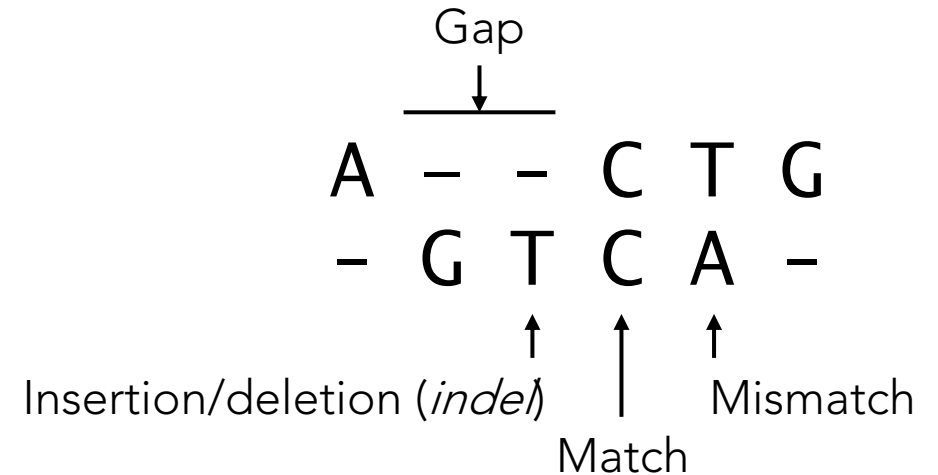 Gap
A – – C T G
– G T C A –
Insertion/deletion (indel)
Mismatch
Match